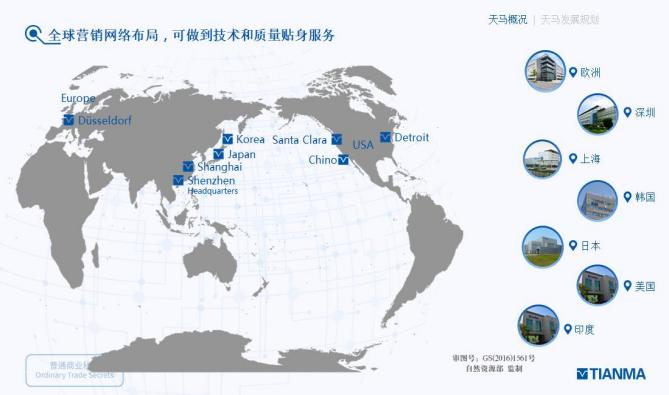 天马概况 | 天马发展规划
全球营销网络布局，可做到技术和质量贴身服务
Europe
Düsseldorf
Korea
Japan
Shanghai
Shenzhen
Headquarters
Santa Clara
USA
Detroit
Chino
欧洲
深圳
上海
韩国
日本
美国
印度
普通商业
Ordinary Trade Secrets
审图号：GS(2016)1561号
自然资源部 监制
TIANMA